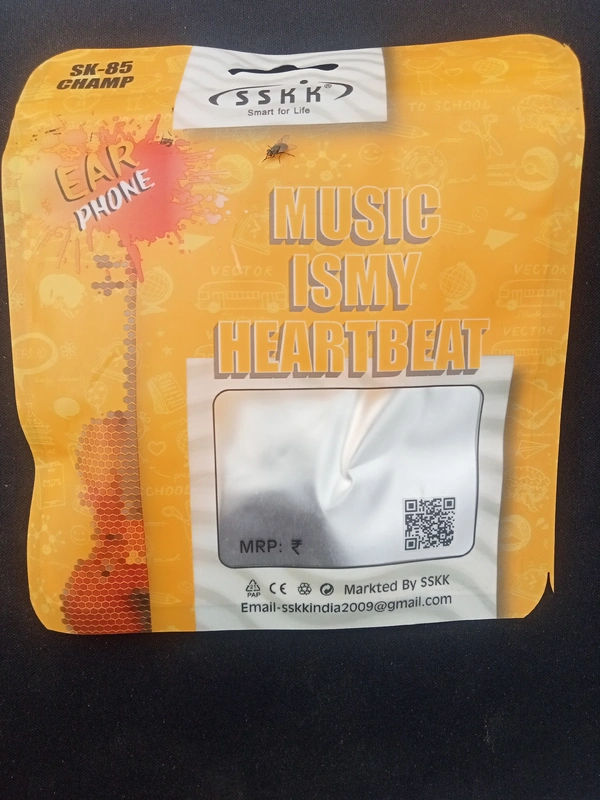 SK-85
CHAMP
SSKK®
Smart for Life
TO SCHOOL
EAR
PHONE
MUSIC
ISMY
HEARTBEAT
VECTOR
VECTOR
VECTOR
SCHOOL
MRP: ₹
PAP
CE
Markted By SSKK
Email-sskkindia2009@gmail.com